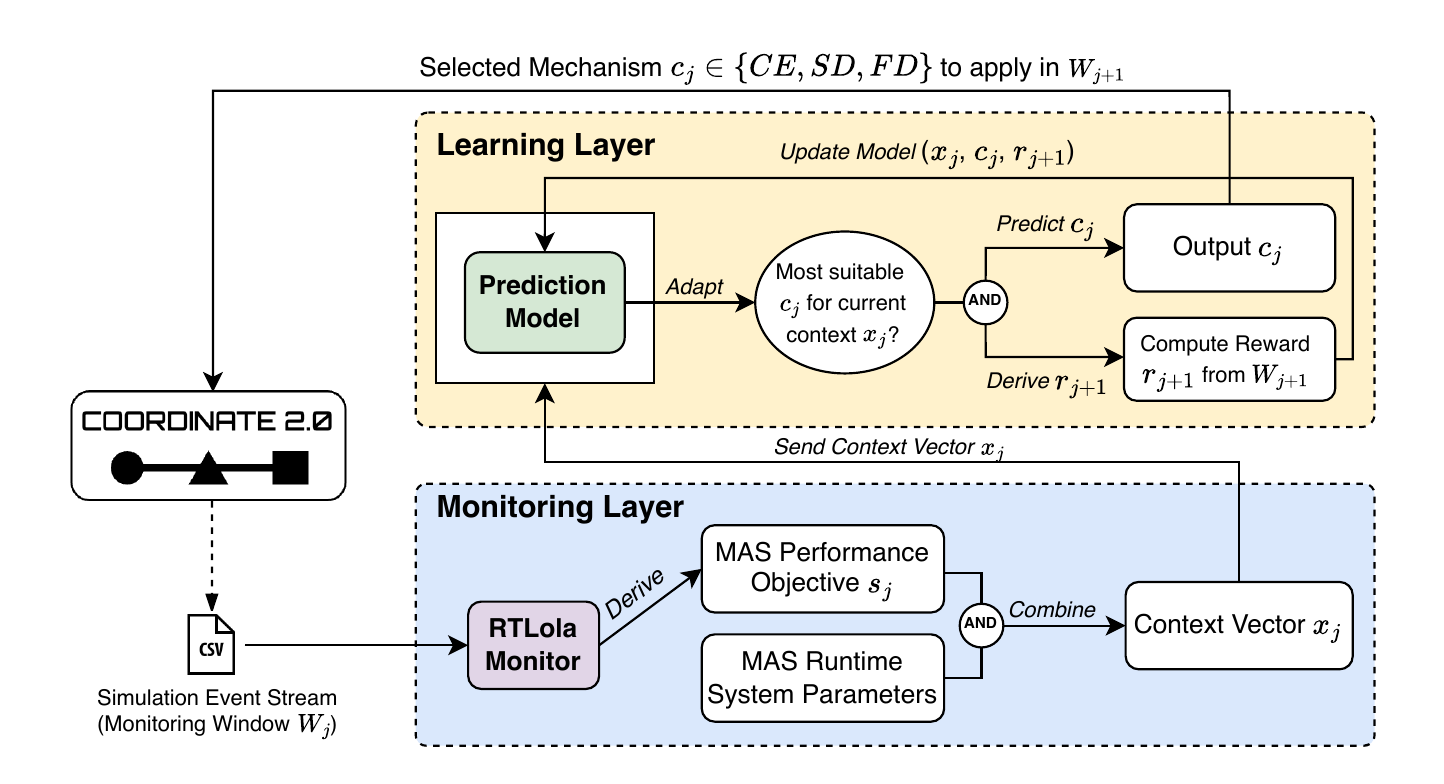 Selected Mechanism c_j ∈ {CE, SD, FD} to apply in W_{j+1}
Learning Layer
Update Model (x_j, c_j, r_{j+1})
Prediction
Model
Adapt
Most suitable
c_j for current
context x_j?
AND
Predict c_j
Output c_j
Derive r_{j+1}
Compute Reward
r_{j+1} from W_{j+1}
COORDINATE 2.0
Send Context Vector x_j
Monitoring Layer
CSV
Simulation Event Stream
(Monitoring Window W_j)
RTLola
Monitor
Derive
MAS Performance
Objective s_j
MAS Runtime
System Parameters
AND
Combine
Context Vector x_j